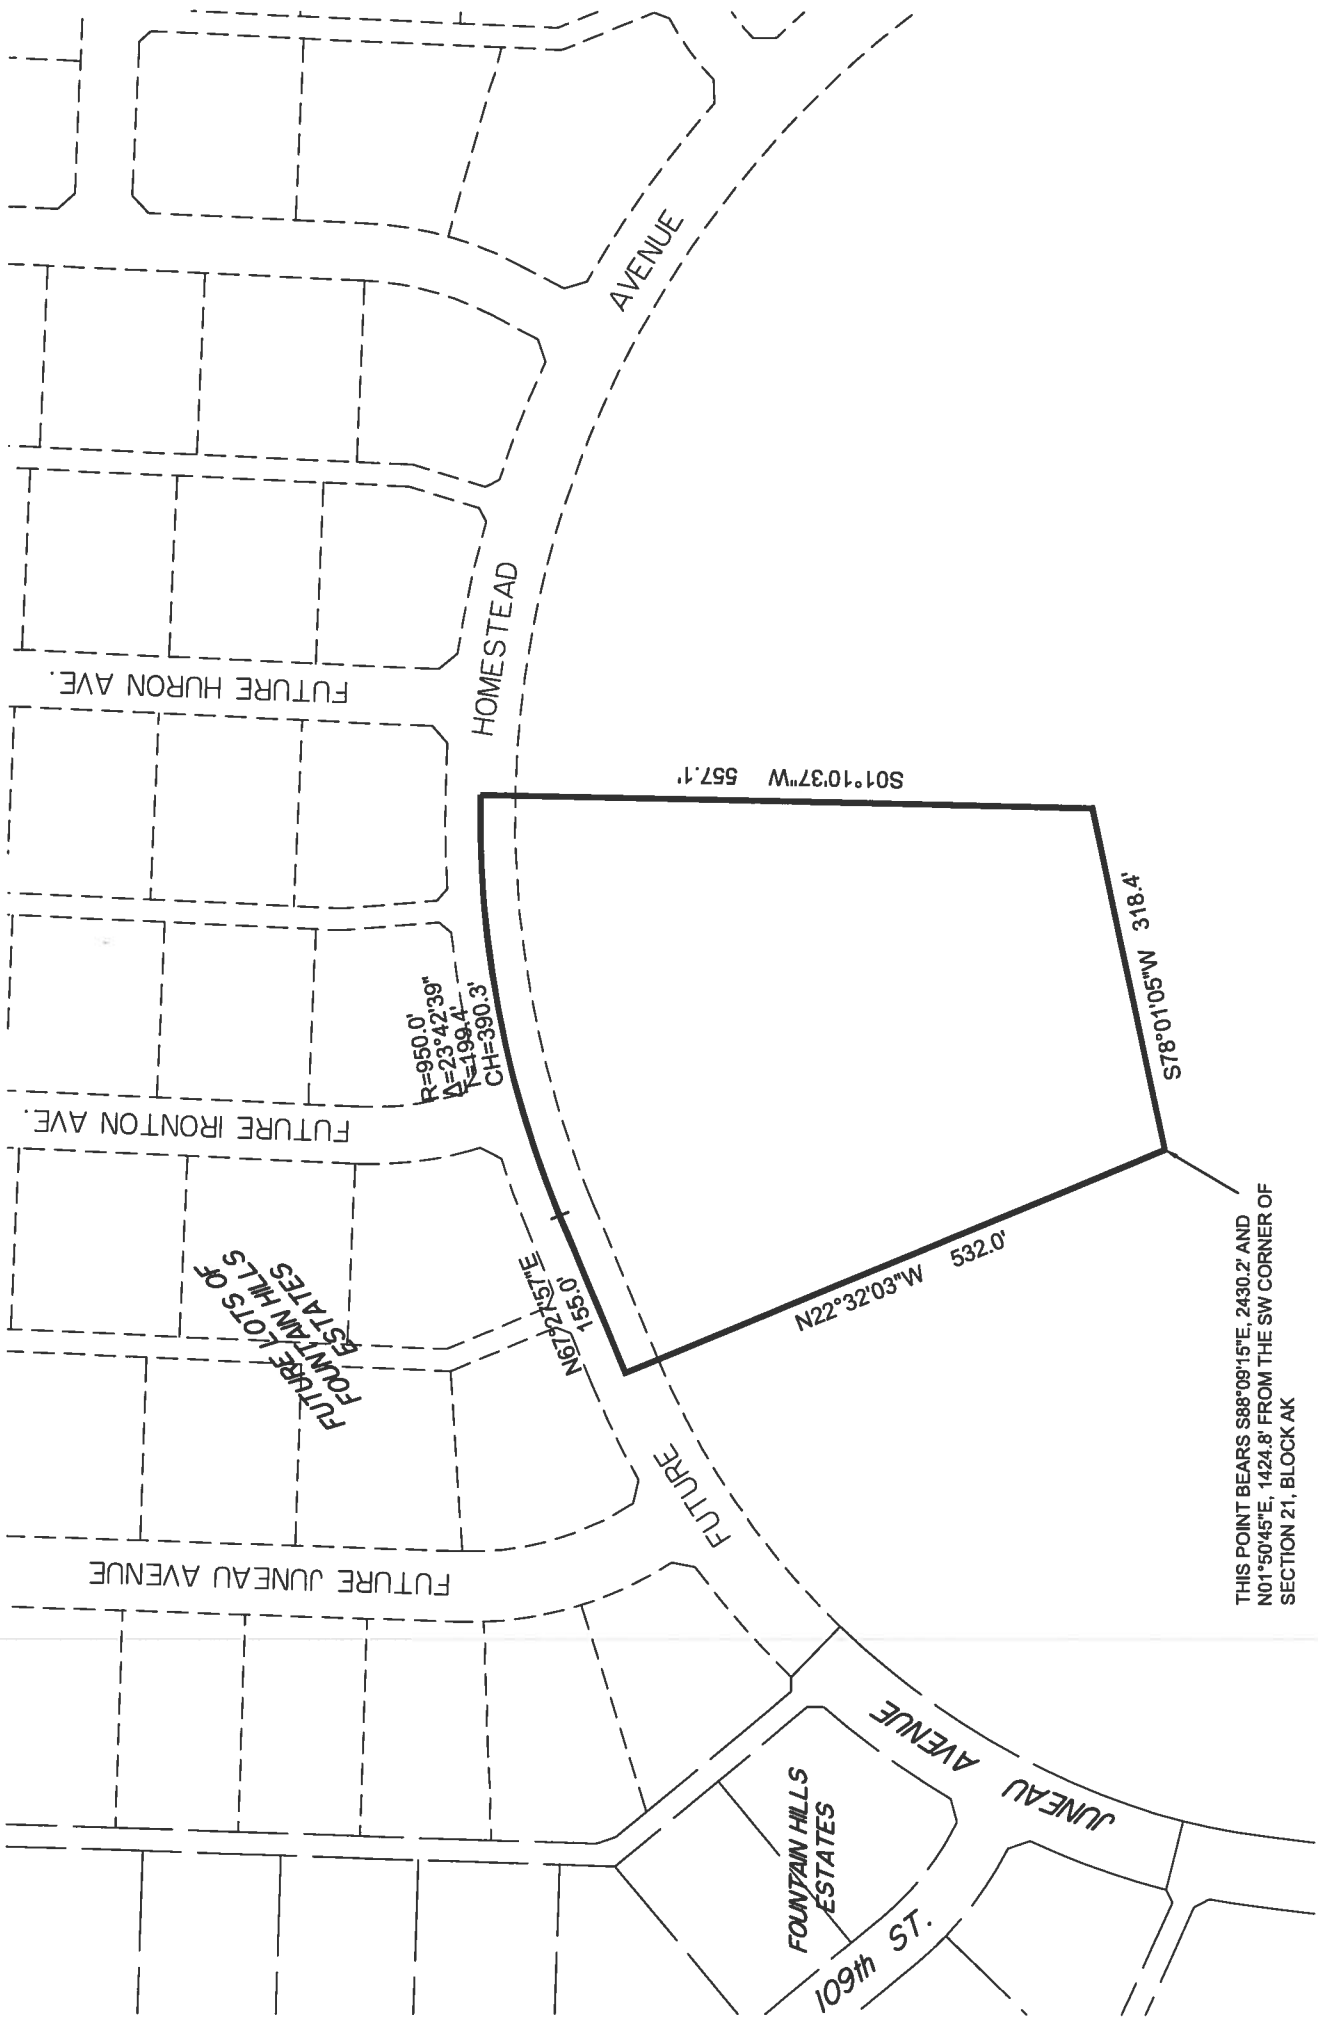 AVENUE
HOMESTEAD
FUTURE HURON AVE.
S01°10'37"W 557.1'
R=950.0'
Δ=23°42'39"
T=199.4'
CH=390.3'
S78°01'05"W 318.4'
FUTURE IRONTON AVE.
N67°27'57"E
155.0'
N22°32'03"W 532.0'
FUTURE LOTS OF
FOUNTAIN HILLS
ESTATES
FUTURE
FUTURE JUNEAU AVENUE
THIS POINT BEARS S88°09'15"E, 2430.2' AND
N01°50'45"E, 1424.8' FROM THE SW CORNER OF
SECTION 21, BLOCK AK
JUNEAU AVENUE
FOUNTAIN HILLS
ESTATES
109th ST.